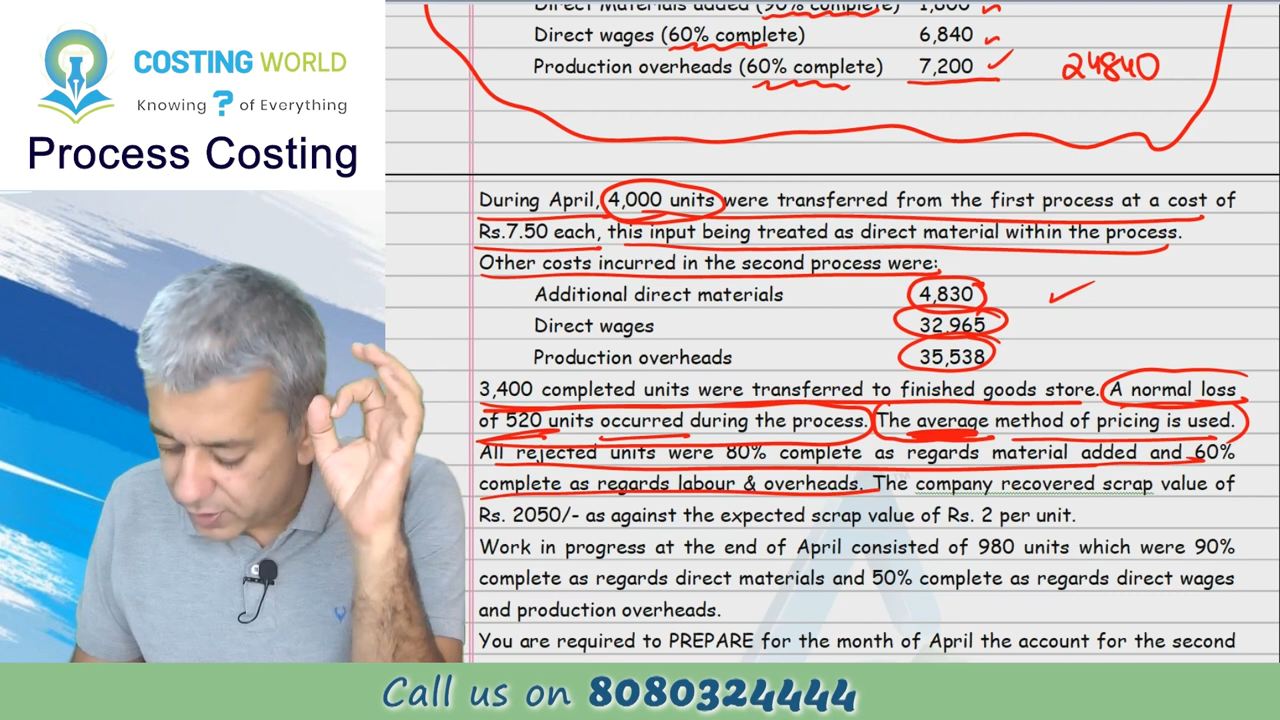 COSTING WORLD
Knowing ? of Everything
Process Costing
Direct Materials added (90% complete) 1,800
Direct wages (60% complete) 6,840
Production overheads (60% complete) 7,200
24840
During April, 4,000 units were transferred from the first process at a cost of
Rs.7.50 each, this input being treated as direct material within the process.
Other costs incurred in the second process were:
Additional direct materials 4,830
Direct wages 32,965
Production overheads 35,538
3,400 completed units were transferred to finished goods store. A normal loss
of 520 units occurred during the process. The average method of pricing is used.
All rejected units were 80% complete as regards material added and 60%
complete as regards labour & overheads. The company recovered scrap value of
Rs. 2050/- as against the expected scrap value of Rs. 2 per unit.
Work in progress at the end of April consisted of 980 units which were 90%
complete as regards direct materials and 50% complete as regards direct wages
and production overheads.
You are required to PREPARE for the month of April the account for the second
Call us on 8080324444